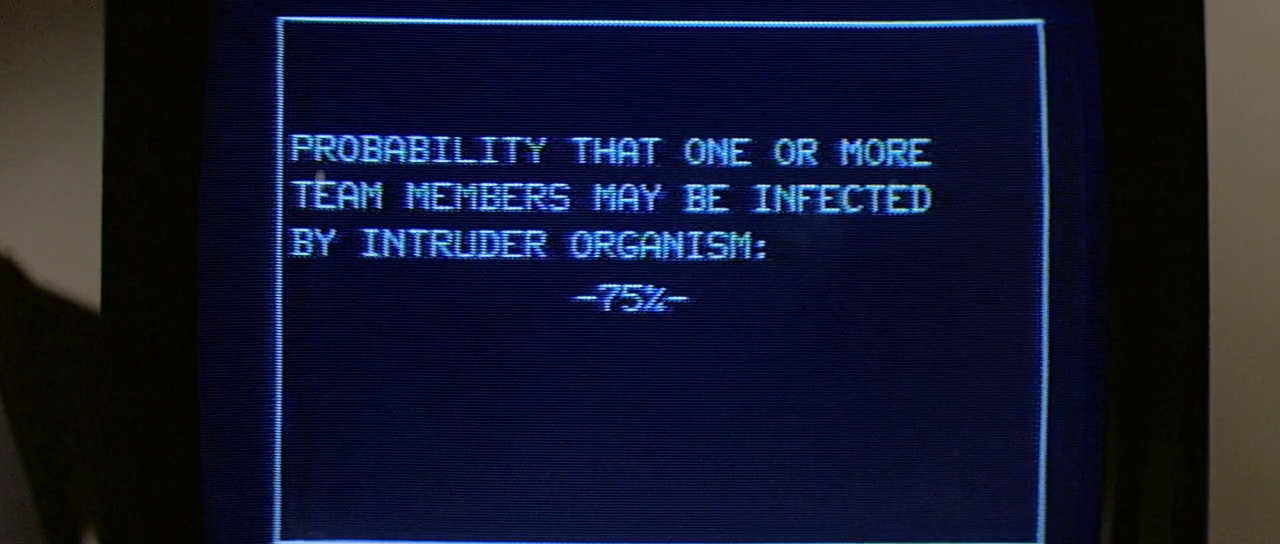 PROBABILITY THAT ONE OR MORE
TEAM MEMBERS MAY BE INFECTED
BY INTRUDER ORGANISM:
-75%-